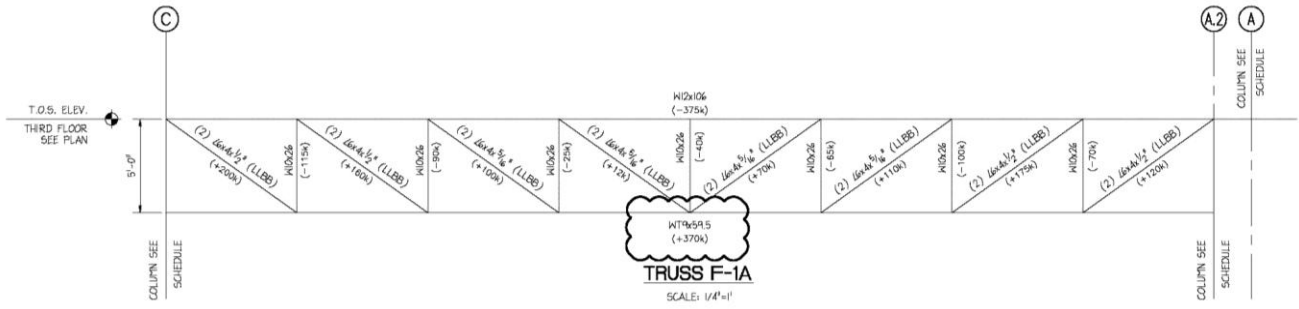 C
A.2
A
COLUMN SEE
SCHEDULE
T.O.S. ELEV.
THIRD FLOOR
SEE PLAN
5'-0"
W12x106
(-375k)
(2) L6x4x1/2" (LLBB)
(+200k)
W10x26
(-115k)
(2) L6x4x1/2" (LLBB)
(+160k)
W10x26
(-90k)
(2) L6x4x5/16" (LLBB)
(+100k)
W10x26
(-25k)
(2) L6x4x5/16" (LLBB)
(+12k)
W10x26
(-40k)
(2) L6x4x5/16" (LLBB)
(+70k)
W10x26
(-65k)
(2) L6x4x5/16" (LLBB)
(+110k)
W10x26
(-100k)
(2) L6x4x1/2" (LLBB)
(+175k)
W10x26
(-70k)
(2) L6x4x1/2" (LLBB)
(+120k)
COLUMN SEE
SCHEDULE
WT9x59.5
(+370k)
COLUMN SEE
SCHEDULE
TRUSS F-1A
SCALE: 1/4"=1'